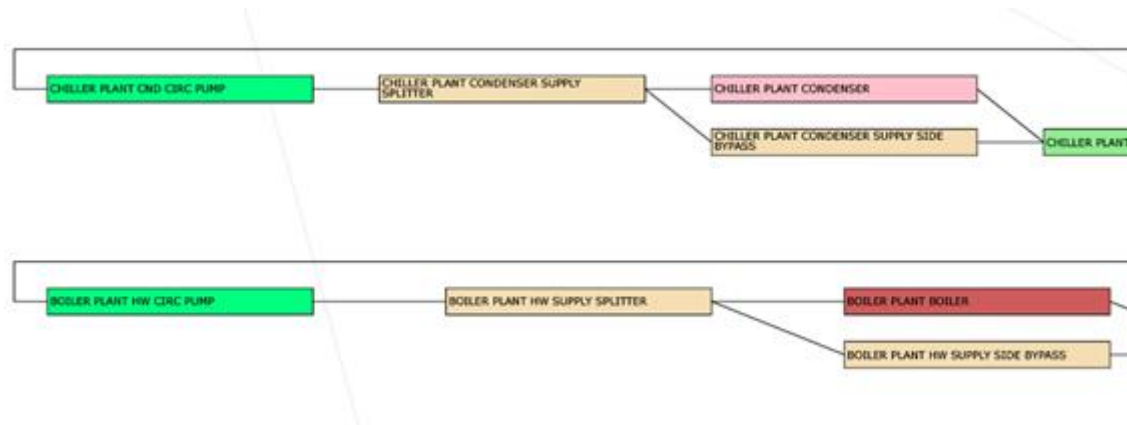 CHILLER PLANT CND CIRC PUMP
CHILLER PLANT CONDENSER SUPPLY
SPLITTER
CHILLER PLANT CONDENSER
CHILLER PLANT CONDENSER SUPPLY SIDE
BYPASS
CHILLER PLANT
BOILER PLANT HW CIRC PUMP
BOILER PLANT HW SUPPLY SPLITTER
BOILER PLANT BOILER
BOILER PLANT HW SUPPLY SIDE BYPASS